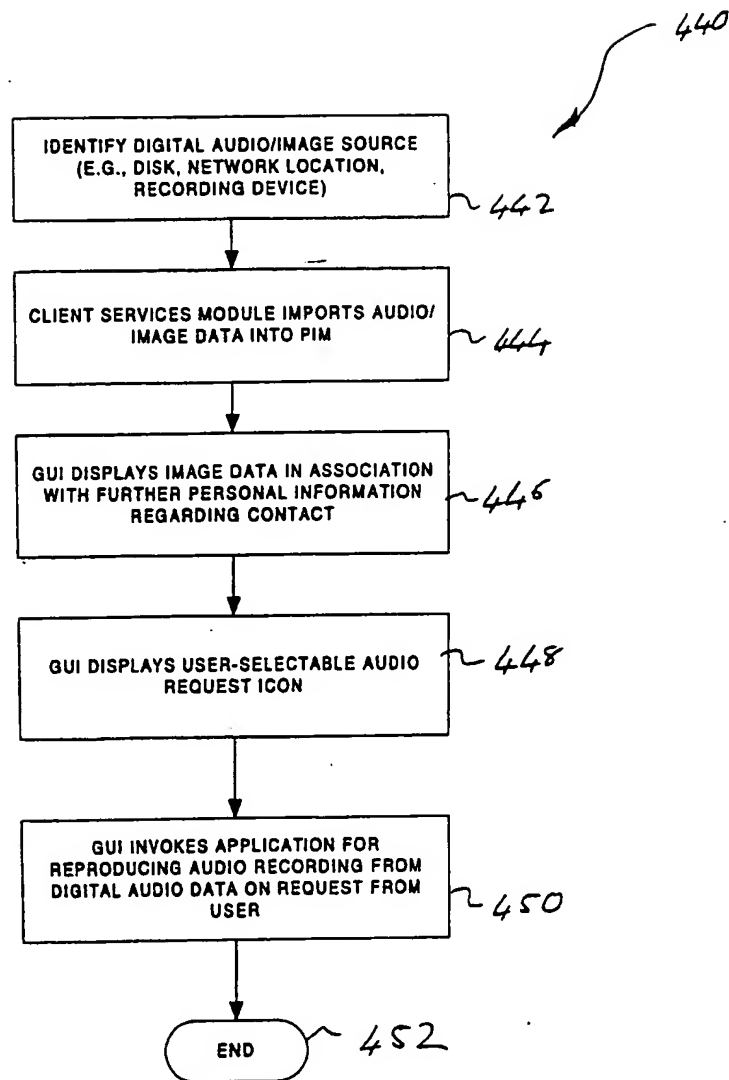 440
IDENTIFY DIGITAL AUDIO/IMAGE SOURCE
(E.G., DISK, NETWORK LOCATION,
RECORDING DEVICE)
442
CLIENT SERVICES MODULE IMPORTS AUDIO/
IMAGE DATA INTO PIM
444
GUI DISPLAYS IMAGE DATA IN ASSOCIATION
WITH FURTHER PERSONAL INFORMATION
REGARDING CONTACT
446
GUI DISPLAYS USER-SELECTABLE AUDIO
REQUEST ICON
448
GUI INVOKES APPLICATION FOR
REPRODUCING AUDIO RECORDING FROM
DIGITAL AUDIO DATA ON REQUEST FROM
USER
450
END
452